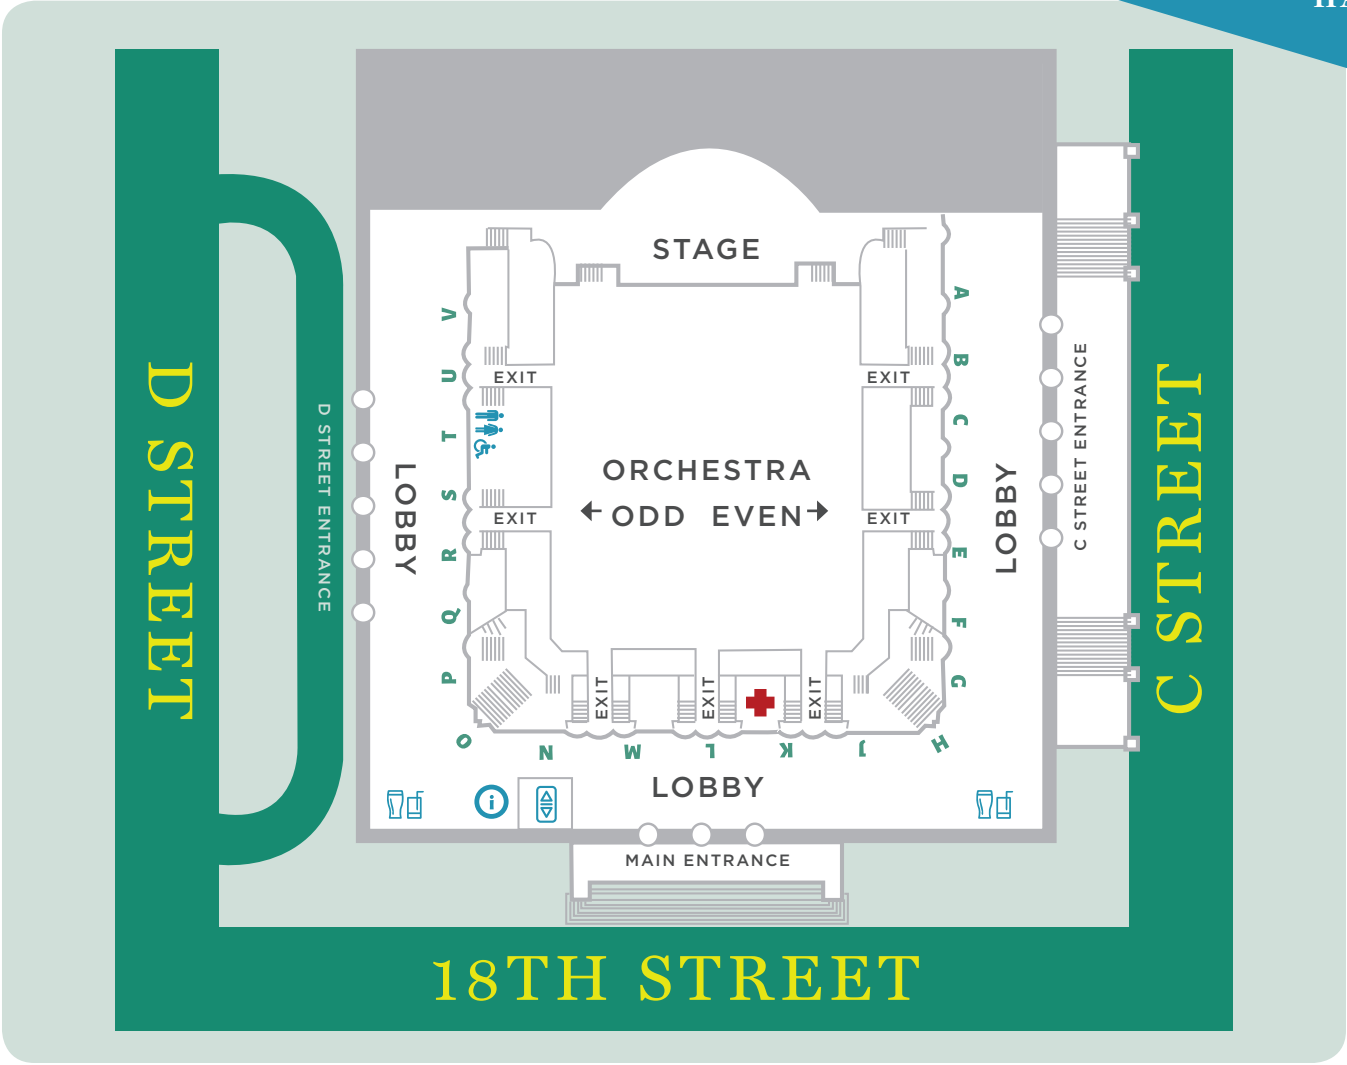 STAGE
A
V
B
U
EXIT
EXIT
C
T
D STREET
D STREET ENTRANCE
LOBBY
ORCHESTRA
ODD EVEN
LOBBY
C STREET ENTRANCE
C STREET
D
S
EXIT
EXIT
E
R
F
Q
G
P
EXIT
EXIT
EXIT
O
N
M
L
K
J
H
LOBBY
i
MAIN ENTRANCE
18TH STREET